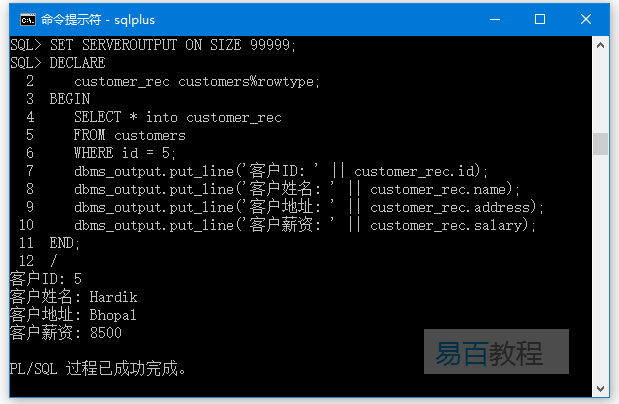 命令提示符 - sqlplus
SQL> SET SERVEROUTPUT ON SIZE 99999;
SQL> DECLARE
  2     customer_rec customers%rowtype;
  3  BEGIN
  4     SELECT * into customer_rec
  5     FROM customers
  6     WHERE id = 5;
  7     dbms_output.put_line('客户ID: ' || customer_rec.id);
  8     dbms_output.put_line('客户姓名: ' || customer_rec.name);
  9     dbms_output.put_line('客户地址: ' || customer_rec.address);
 10     dbms_output.put_line('客户薪资: ' || customer_rec.salary);
 11  END;
 12  /
客户ID: 5
客户姓名: Hardik
客户地址: Bhopal
客户薪资: 8500
易百教程
PL/SQL 过程已成功完成。